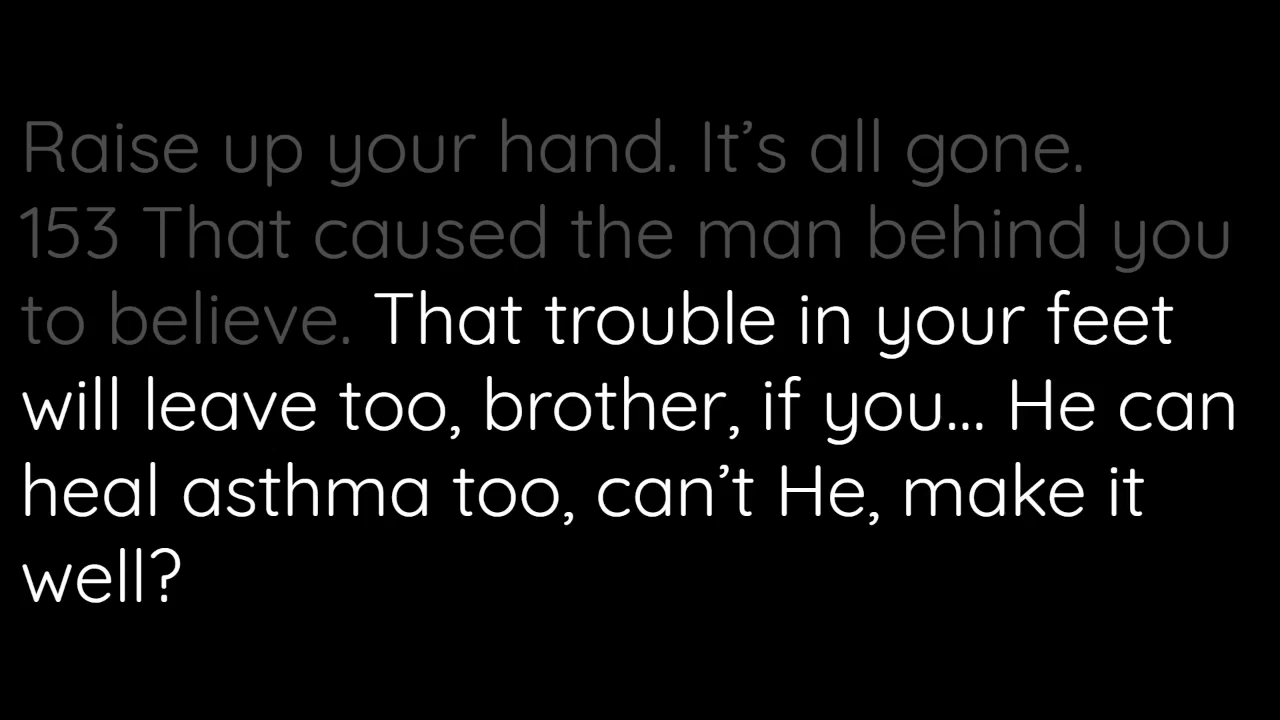 Raise up your hand. It’s all gone.
153 That caused the man behind you
to believe. That trouble in your feet
will leave too, brother, if you... He can
heal asthma too, can’t He, make it
well?